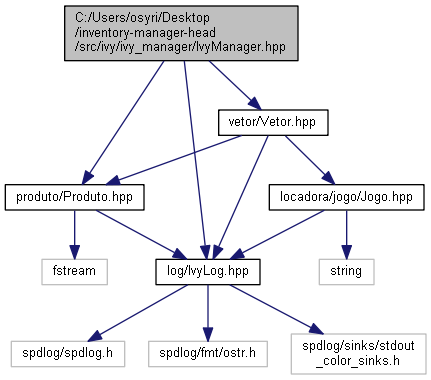 C:/Users/osyri/Desktop
/inventory-manager-head
/src/ivy/ivy_manager/IvyManager.hpp
vetor/Vetor.hpp
produto/Produto.hpp
locadora/jogo/Jogo.hpp
fstream
log/IvyLog.hpp
string
spdlog/spdlog.h
spdlog/fmt/ostr.h
spdlog/sinks/stdout
_color_sinks.h